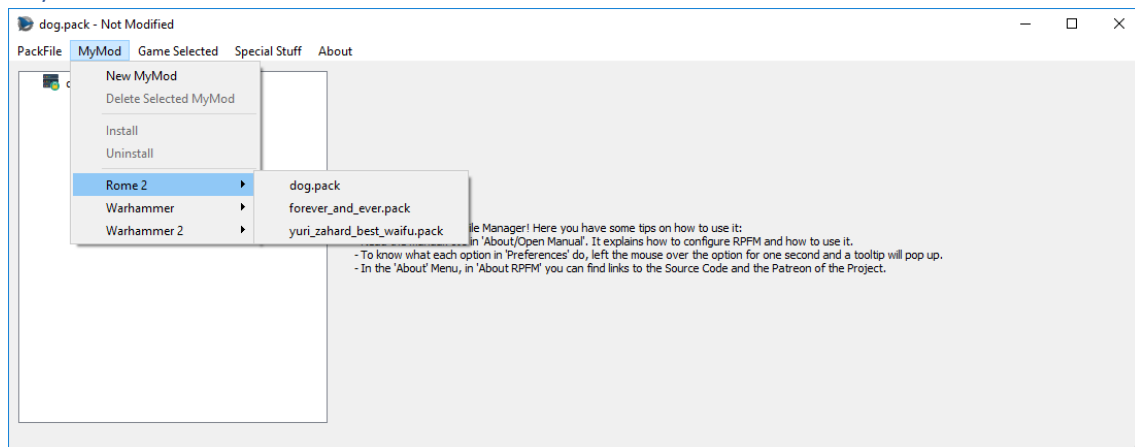 dog.pack - Not Modified
PackFile MyMod Game Selected Special Stuff About
New MyMod
Delete Selected MyMod
Install
Uninstall
Rome 2
Warhammer
Warhammer 2
dog.pack
forever_and_ever.pack
yuri_zahard_best_waifu.pack
ile Manager! Here you have some tips on how to use it:
in 'About/Open Manual'. It explains how to configure RPFM and how to use it.
- To know what each option in 'Preferences' do, left the mouse over the option for one second and a tooltip will pop up.
- In the 'About' Menu, in 'About RPFM' you can find links to the Source Code and the Patreon of the Project.